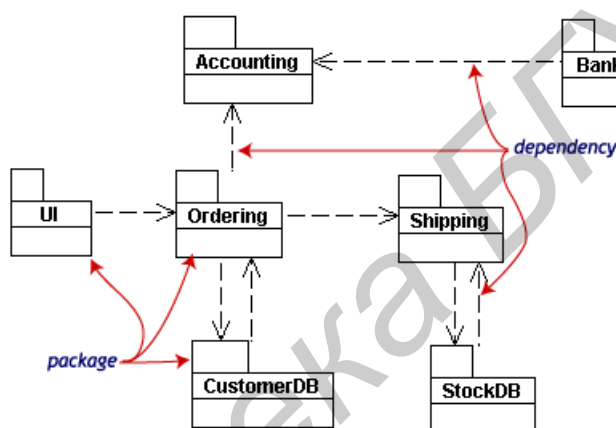 Accounting
Bank
dependency
UI
Ordering
Shipping
package
CustomerDB
StockDB